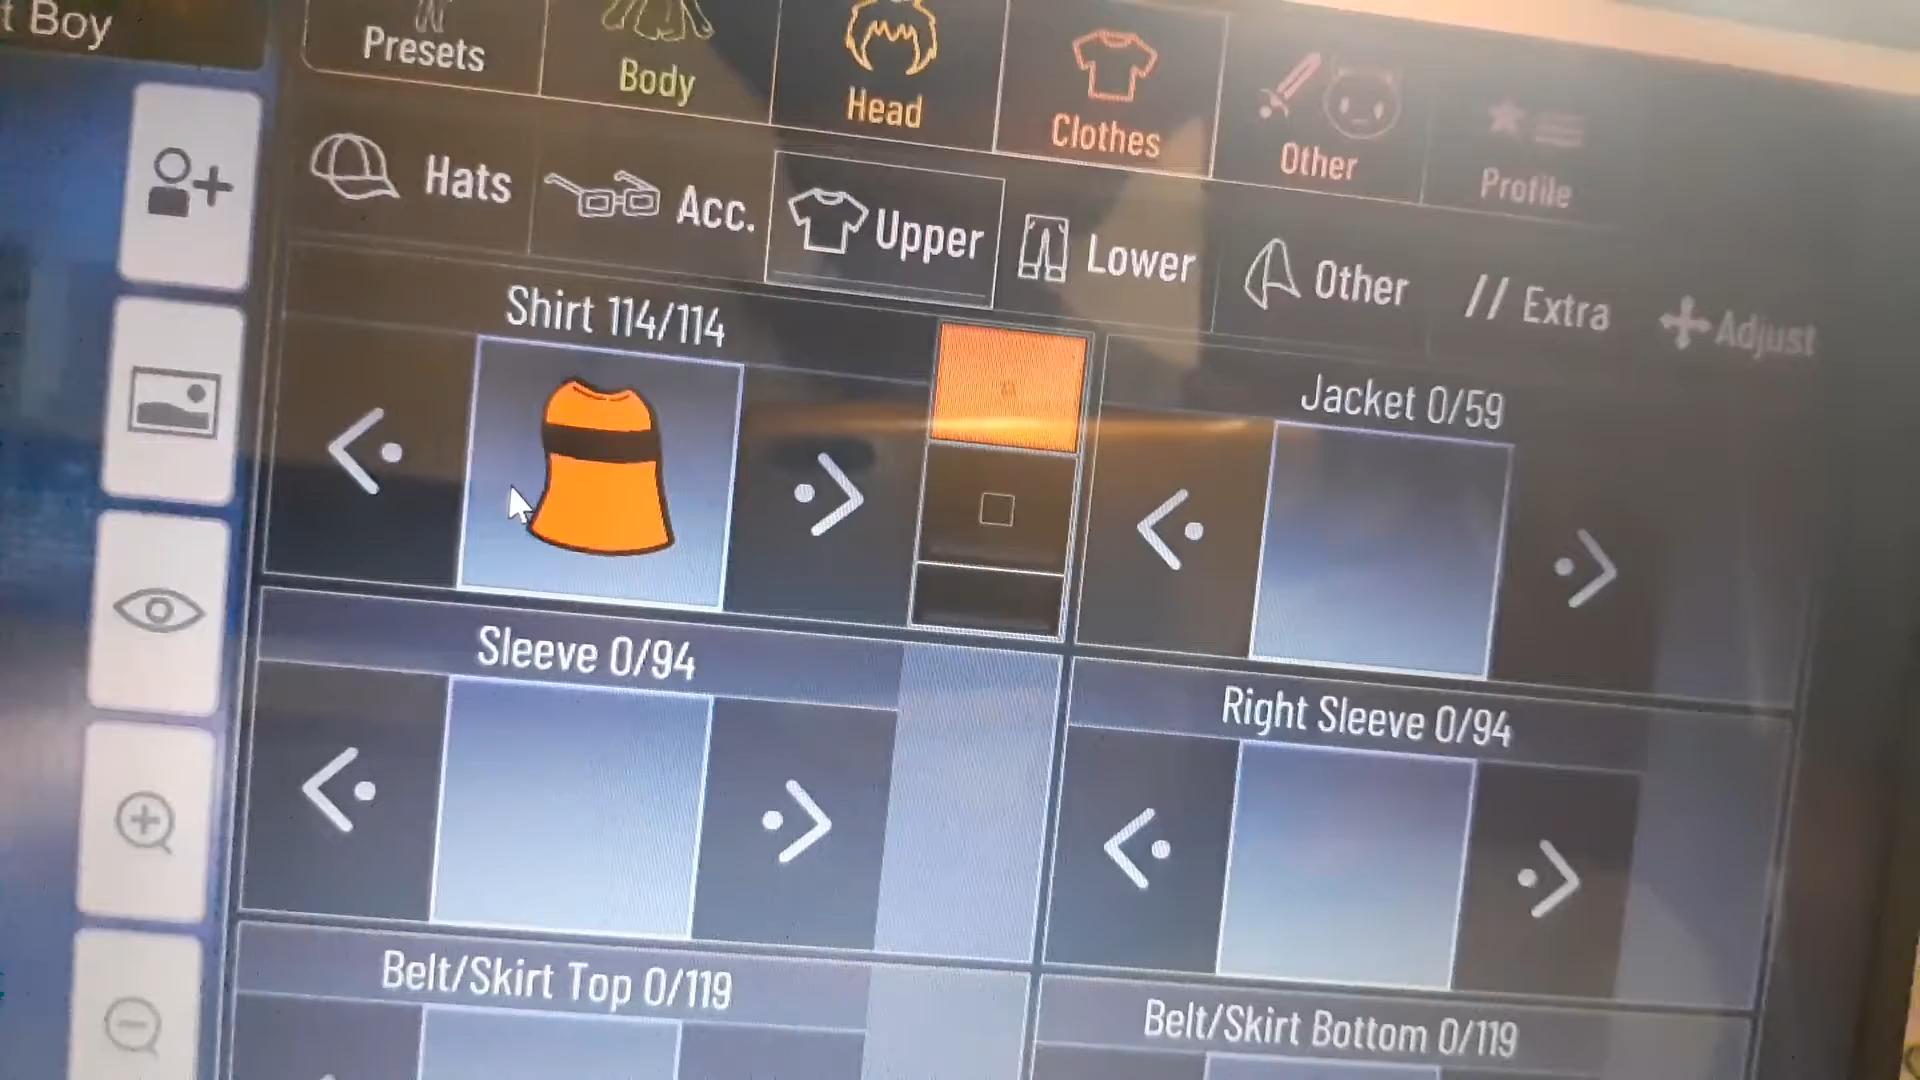 t Boy
Presets
Body
Head
Clothes
Other
Profile
Hats
Acc.
Upper
Lower
Other
// Extra
Adjust
Shirt 114/114
Jacket 0/59
Sleeve 0/94
Right Sleeve 0/94
Belt/Skirt Top 0/119
Belt/Skirt Bottom 0/119